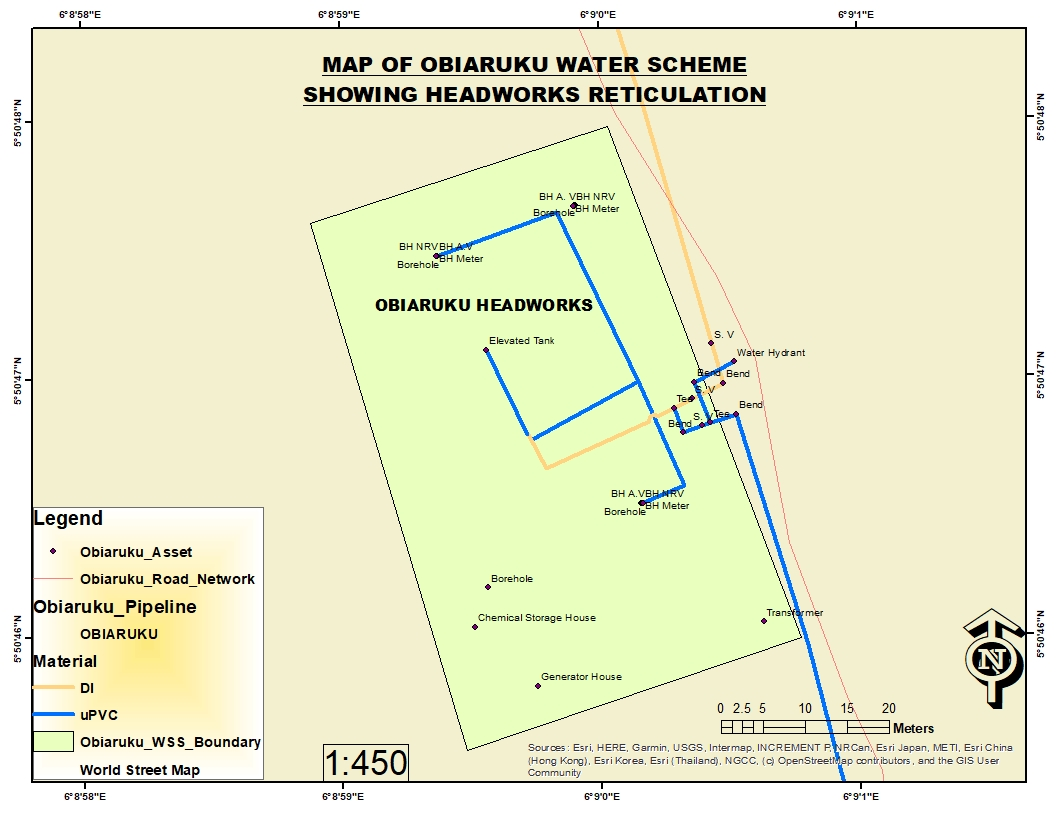 6°8'58"E
6°8'59"E
6°9'0"E
6°9'1"E
MAP OF OBIARUKU WATER SCHEME
SHOWING HEADWORKS RETICULATION
5°50'48"N
5°50'48"N
BH A. VBH NRV
Borehole
BH Meter
BH NRVBH A.V
BH Meter
Borehole
OBIARUKU HEADWORKS
S. V
Elevated Tank
Water Hydrant
5°50'47"N
5°50'47"N
Bend
Bend
S. V
Tee
Bend
S. V
Tee
Bend
BH A.VBH NRV
BH Meter
Borehole
Legend
Obiaruku_Asset
Obiaruku_Road_Network
Obiaruku_Pipeline
OBIARUKU
Material
DI
uPVC
Obiaruku_WSS_Boundary
World Street Map
Borehole
Chemical Storage House
Transformer
Generator House
5°50'46"N
5°50'46"N
N
0 2.5 5 10 15 20
Meters
1:450
Sources: Esri, HERE, Garmin, USGS, Intermap, INCREMENT P, NRCan, Esri Japan, METI, Esri China
(Hong Kong), Esri Korea, Esri (Thailand), NGCC, (c) OpenStreetMap contributors, and the GIS User
Community
6°8'58"E
6°8'59"E
6°9'0"E
6°9'1"E